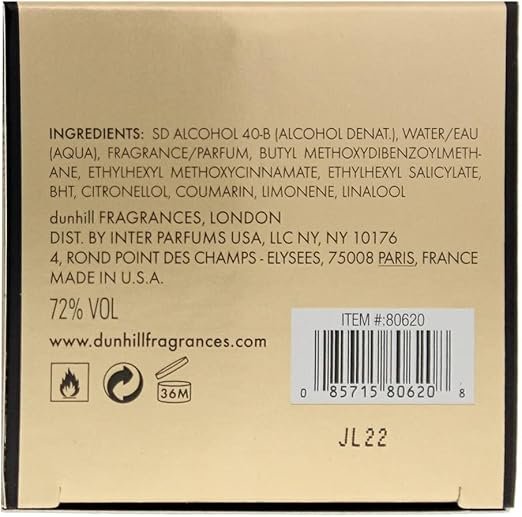 INGREDIENTS: SD ALCOHOL 40-B (ALCOHOL DENAT.), WATER/EAU
(AQUA), FRAGRANCE/PARFUM, BUTYL METHOXYDIBENZOYLMETH-
ANE, ETHYLHEXYL METHOXYCINNAMATE, ETHYLHEXYL SALICYLATE,
BHT, CITRONELLOL, COUMARIN, LIMONENE, LINALOOL
dunhill FRAGRANCES, LONDON
DIST. BY INTER PARFUMS USA, LLC NY, NY 10176
4, ROND POINT DES CHAMPS - ELYSEES, 75008 PARIS, FRANCE
MADE IN U.S.A.
72% VOL
www.dunhillfragrances.com
36M
ITEM #:80620
0 85715 80620 8
JL22